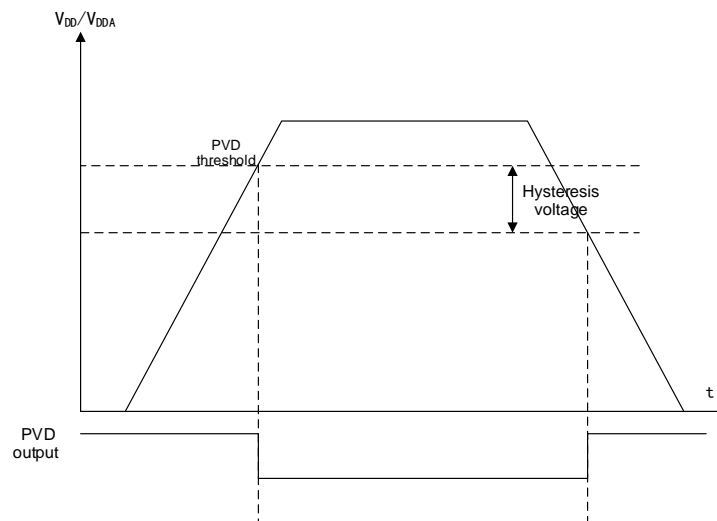 VDD/VDDA
PVD
threshold
Hysteresis
voltage
t
PVD
output